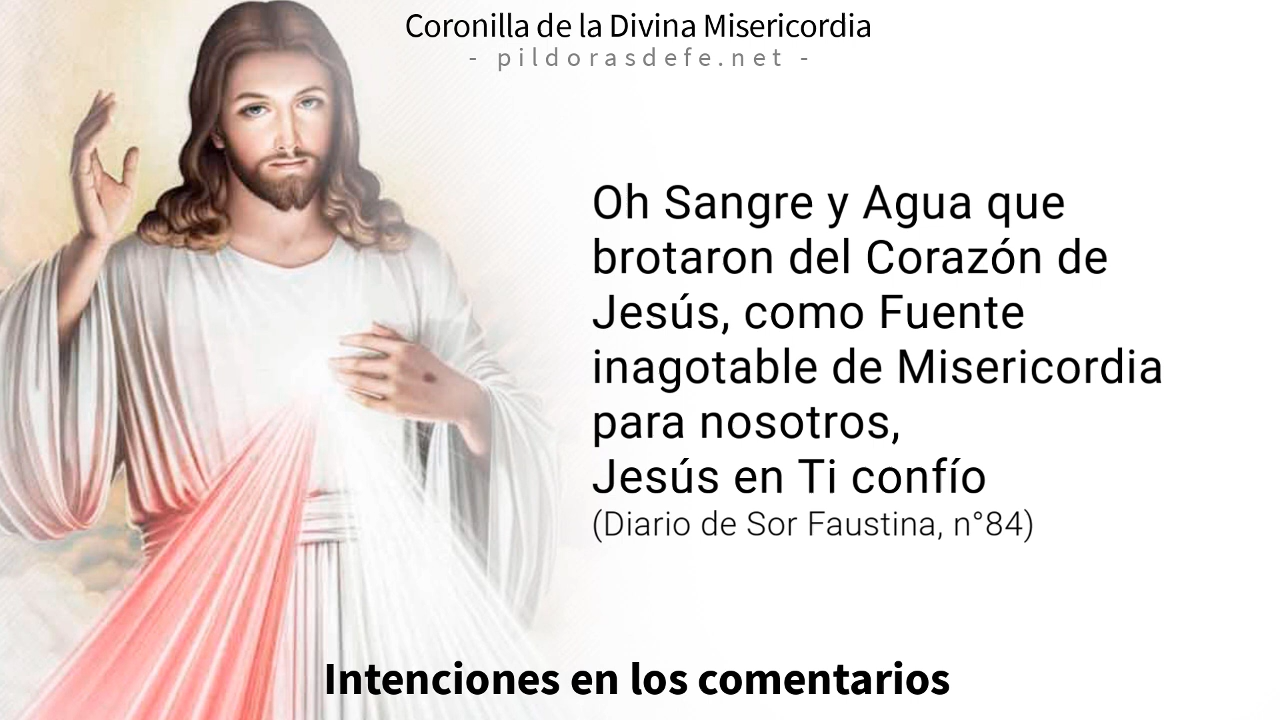 Coronilla de la Divina Misericordia
- pildorasdefe.net -
Oh Sangre y Agua que
brotaron del Corazón de
Jesús, como Fuente
inagotable de Misericordia
para nosotros,
Jesús en Ti confío
(Diario de Sor Faustina, n°84)
Intenciones en los comentarios